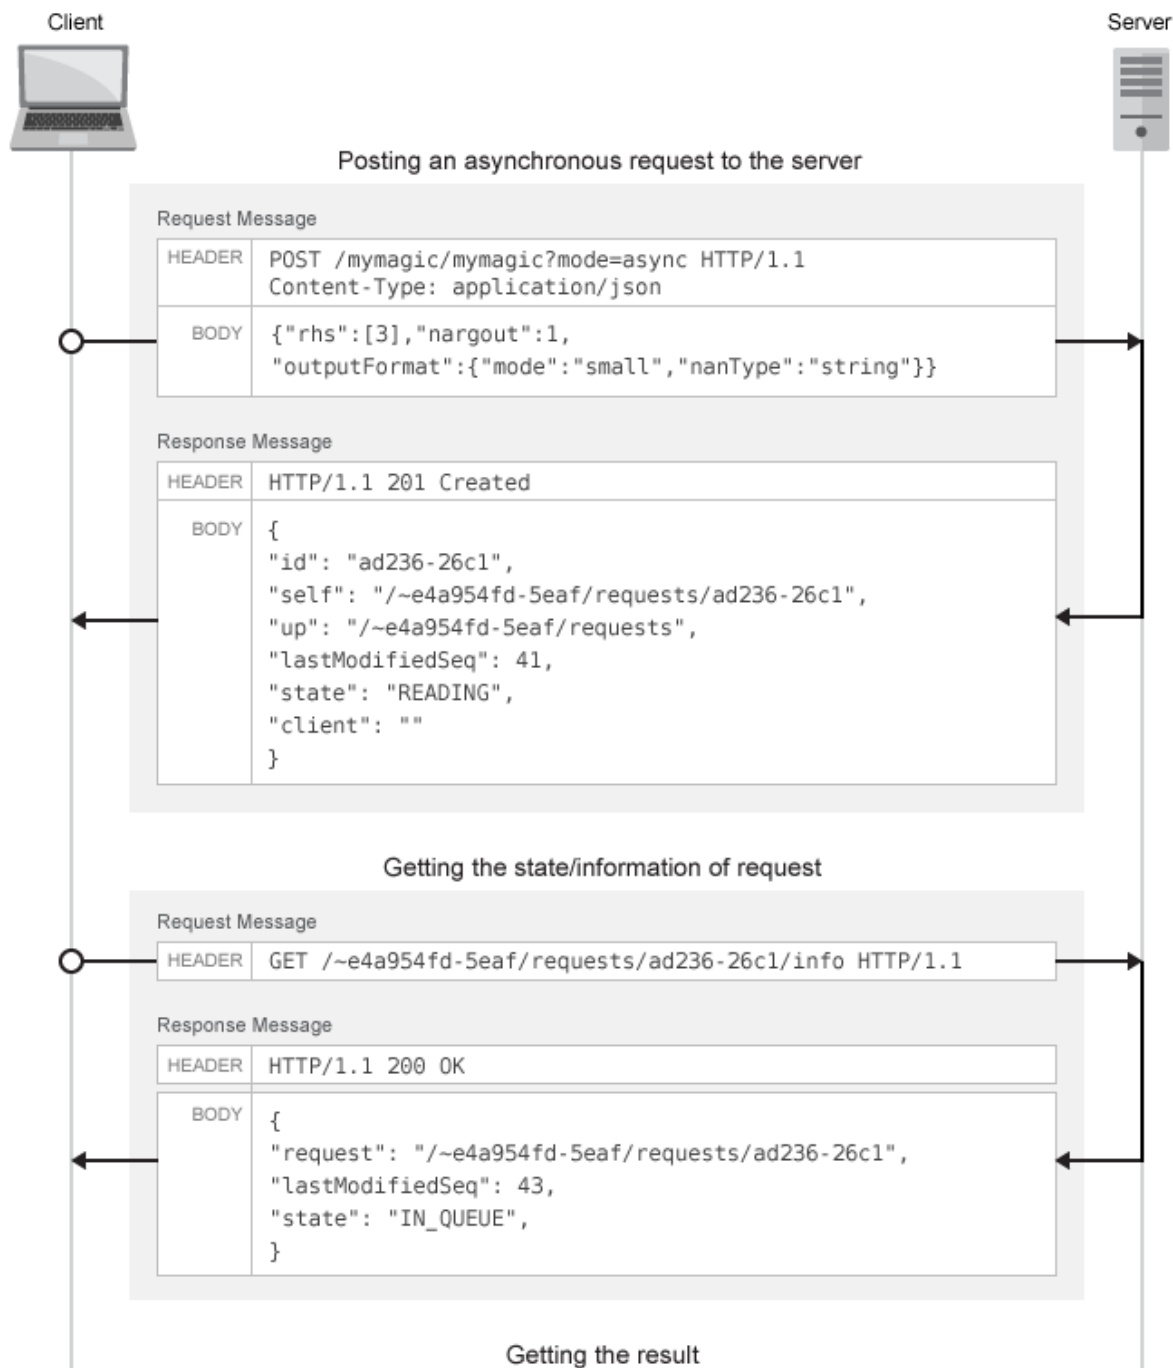 Client
Server
Posting an asynchronous request to the server
Request Message
HEADER
POST /mymagic/mymagic?mode=async HTTP/1.1
Content-Type: application/json
BODY
{"rhs":[3],"nargout":1,
"outputFormat":{"mode":"small","nanType":"string"}}
Response Message
HEADER
HTTP/1.1 201 Created
BODY
{
"id": "ad236-26c1",
"self": "/~e4a954fd-5eaf/requests/ad236-26c1",
"up": "/~e4a954fd-5eaf/requests",
"lastModifiedSeq": 41,
"state": "READING",
"client": ""
}
Getting the state/information of request
Request Message
HEADER
GET /~e4a954fd-5eaf/requests/ad236-26c1/info HTTP/1.1
Response Message
HEADER
HTTP/1.1 200 OK
BODY
{
"request": "/~e4a954fd-5eaf/requests/ad236-26c1",
"lastModifiedSeq": 43,
"state": "IN_QUEUE",
}
Getting the result